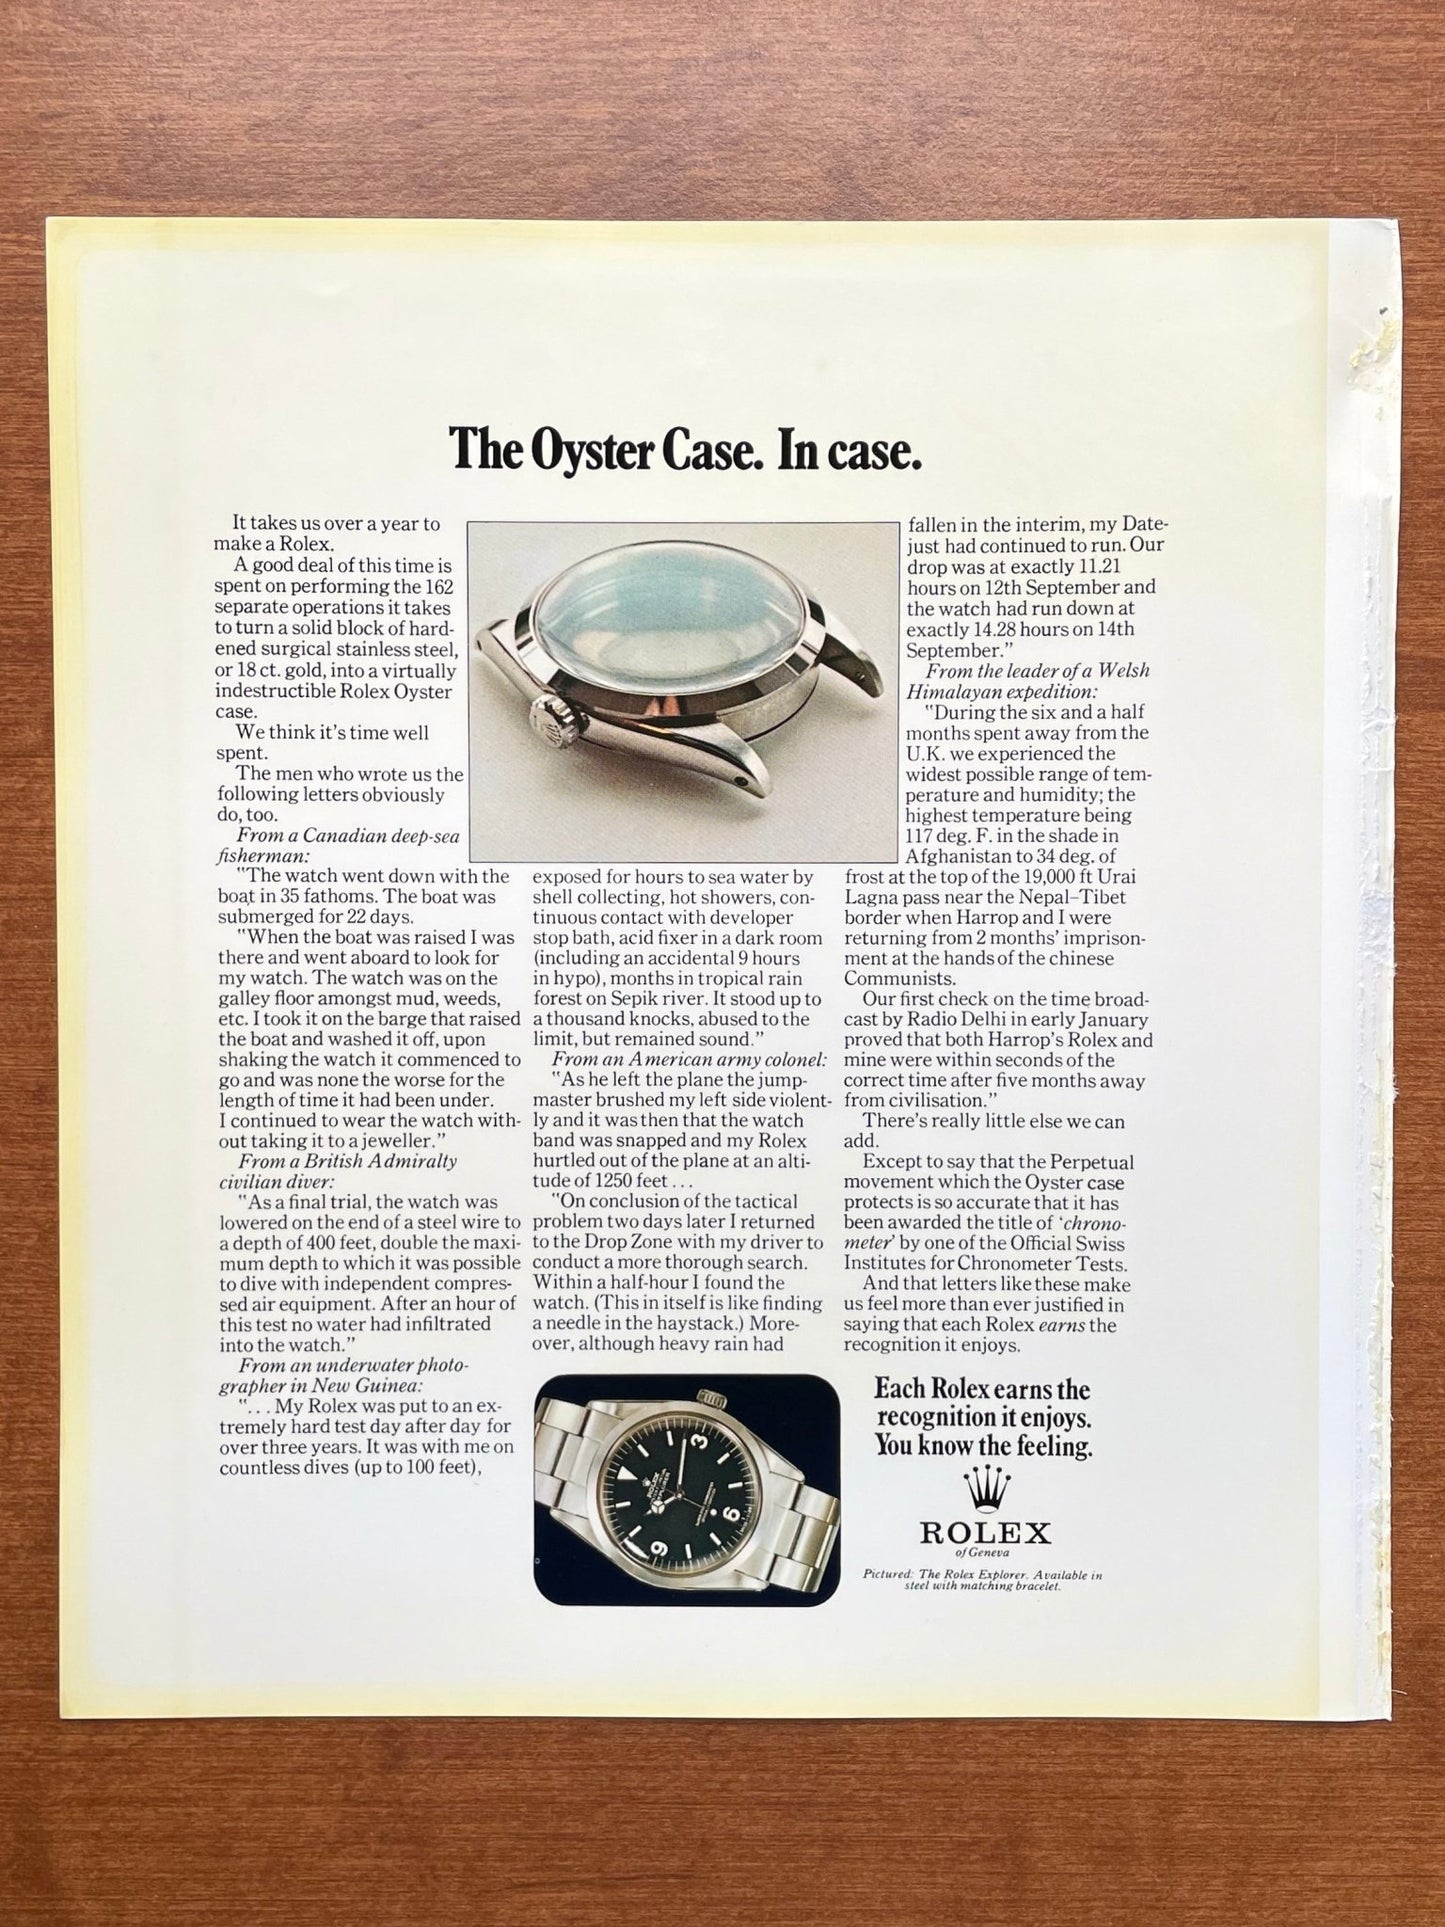 The Oyster Case. In case.
It takes us over a year to
make a Rolex.
A good deal of this time is
spent on performing the 162
separate operations it takes
to turn a solid block of hard-
ened surgical stainless steel,
or 18 ct. gold, into a virtually
indestructible Rolex Oyster
case.
We think it's time well
spent.
The men who wrote us the
following letters obviously
do, too.
From a Canadian deep-sea
fisherman:
"The watch went down with the
boat in 35 fathoms. The boat was
submerged for 22 days.
"When the boat was raised I was
there and went aboard to look for
my watch. The watch was on the
galley floor amongst mud, weeds,
etc. I took it on the barge that raised
the boat and washed it off, upon
shaking the watch it commenced to
go and was none the worse for the
length of time it had been under.
I continued to wear the watch with-
out taking it to a jeweller."
From a British Admiralty
civilian diver:
"As a final trial, the watch was
lowered on the end of a steel wire to
a depth of 400 feet, double the maxi-
mum depth to which it was possible
to dive with independent compres-
sed air equipment. After an hour of
this test no water had infiltrated
into the watch."
From an underwater photo-
grapher in New Guinea:
"... My Rolex was put to an ex-
tremely hard test day after day for
over three years. It was with me on
countless dives (up to 100 feet),
exposed for hours to sea water by
shell collecting, hot showers, con-
tinuous contact with developer
stop bath, acid fixer in a dark room
(including an accidental 9 hours
in hypo), months in tropical rain
forest on Sepik river. It stood up to
a thousand knocks, abused to the
limit, but remained sound."
From an American army colonel:
"As he left the plane the jump-
master brushed my left side violent-
ly and it was then that the watch
band was snapped and my Rolex
hurtled out of the plane at an alti-
tude of 1250 feet...
"On conclusion of the tactical
problem two days later I returned
to the Drop Zone with my driver to
conduct a more thorough search.
Within a half-hour I found the
watch. (This in itself is like finding
a needle in the haystack.) More-
over, although heavy rain had
fallen in the interim, my Date-
just had continued to run. Our
drop was at exactly 11.21
hours on 12th September and
the watch had run down at
exactly 14.28 hours on 14th
September."
From the leader of a Welsh
Himalayan expedition:
"During the six and a half
months spent away from the
U.K. we experienced the
widest possible range of tem-
perature and humidity; the
highest temperature being
117 deg. F. in the shade in
Afghanistan to 34 deg. of
frost at the top of the 19,000 ft Urai
Lagna pass near the Nepal–Tibet
border when Harrop and I were
returning from 2 months' imprison-
ment at the hands of the chinese
Communists.
Our first check on the time broad-
cast by Radio Delhi in early January
proved that both Harrop's Rolex and
mine were within seconds of the
correct time after five months away
from civilisation."
There's really little else we can
add.
Except to say that the Perpetual
movement which the Oyster case
protects is so accurate that it has
been awarded the title of 'chrono-
meter' by one of the Official Swiss
Institutes for Chronometer Tests.
And that letters like these make
us feel more than ever justified in
saying that each Rolex earns the
recognition it enjoys.
3
6
9
ROLEX
EXPLORER
Each Rolex earns the
recognition it enjoys.
You know the feeling.
ROLEX
of Geneva
Pictured: The Rolex Explorer. Available in
steel with matching bracelet.